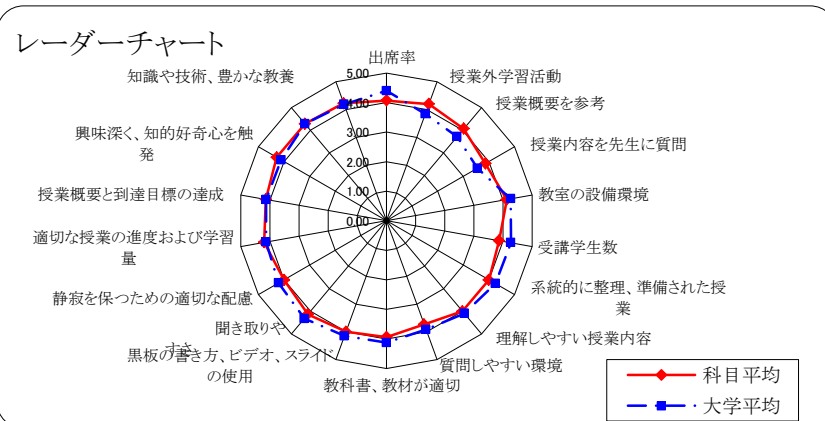 レーダーチャート
出席率
授業外学習活動
授業概要を参考
授業内容を先生に質問
教室の設備環境
受講学生数
系統的に整理、準備された授
業
理解しやすい授業内容
質問しやすい環境
教科書、教材が適切
黒板の書き方、ビデオ、スライド
の使用
聞き取りや
すさ
静寂を保つための適切な配慮
適切な授業の進度および学習
量
授業概要と到達目標の達成
興味深く、知的好奇心を触
発
知識や技術、豊かな教養
5.00
4.00
3.00
2.00
1.00
0.00
科目平均
大学平均